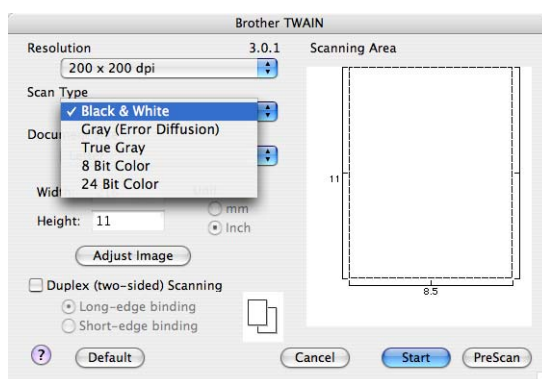 Brother TWAIN
Resolution 3.0.1 Scanning Area
200 x 200 dpi
Scan Type
✓ Black & White
Gray (Error Diffusion)
Docu
True Gray
8 Bit Color
24 Bit Color
11
Wid
mm
Height: 11
Inch
Adjust Image
Duplex (two-sided) Scanning
8.5
Long-edge binding
Short-edge binding
? Default Cancel Start PreScan